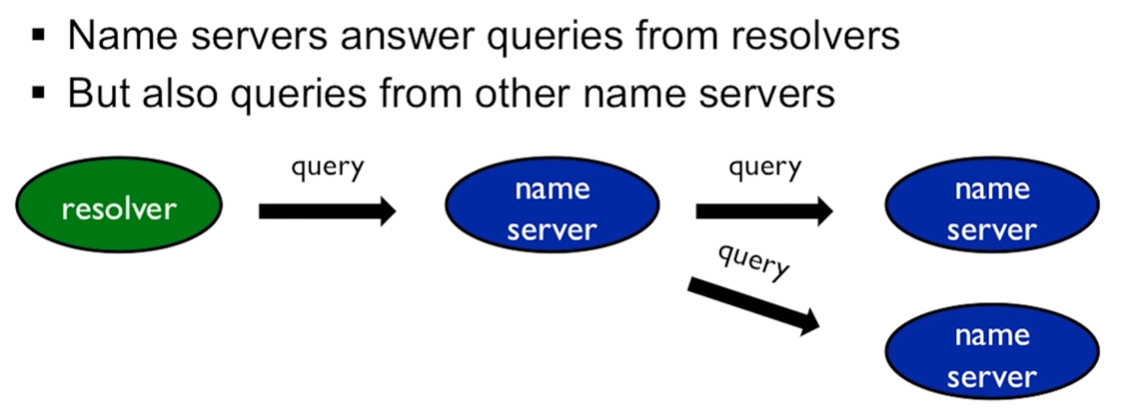 ▪ Name servers answer queries from resolvers
▪ But also queries from other name servers
query
query
resolver
name
server
name
server
query
name
server